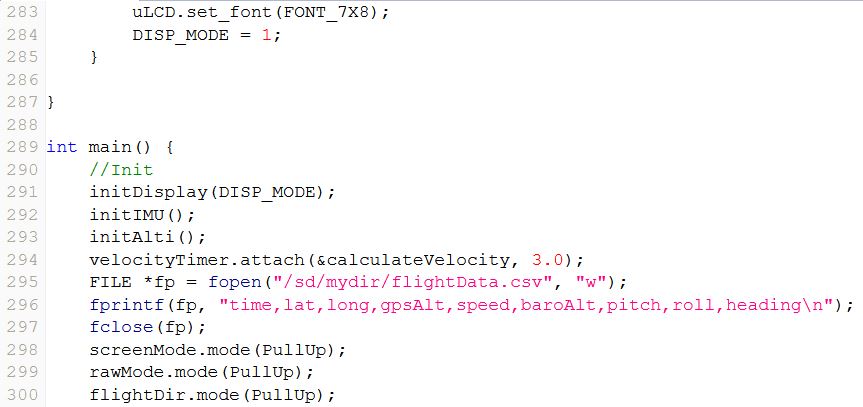 283         uLCD.set_font(FONT_7X8);
284         DISP_MODE = 1;
285     }
286
287 }
288
289 int main() {
290     //Init
291     initDisplay(DISP_MODE);
292     initIMU();
293     initAlti();
294     velocityTimer.attach(&calculateVelocity, 3.0);
295     FILE *fp = fopen("/sd/mydir/flightData.csv", "w");
296     fprintf(fp, "time,lat,long,gpsAlt,speed,baroAlt,pitch,roll,heading\n");
297     fclose(fp);
298     screenMode.mode(PullUp);
299     rawMode.mode(PullUp);
300     flightDir.mode(PullUp);